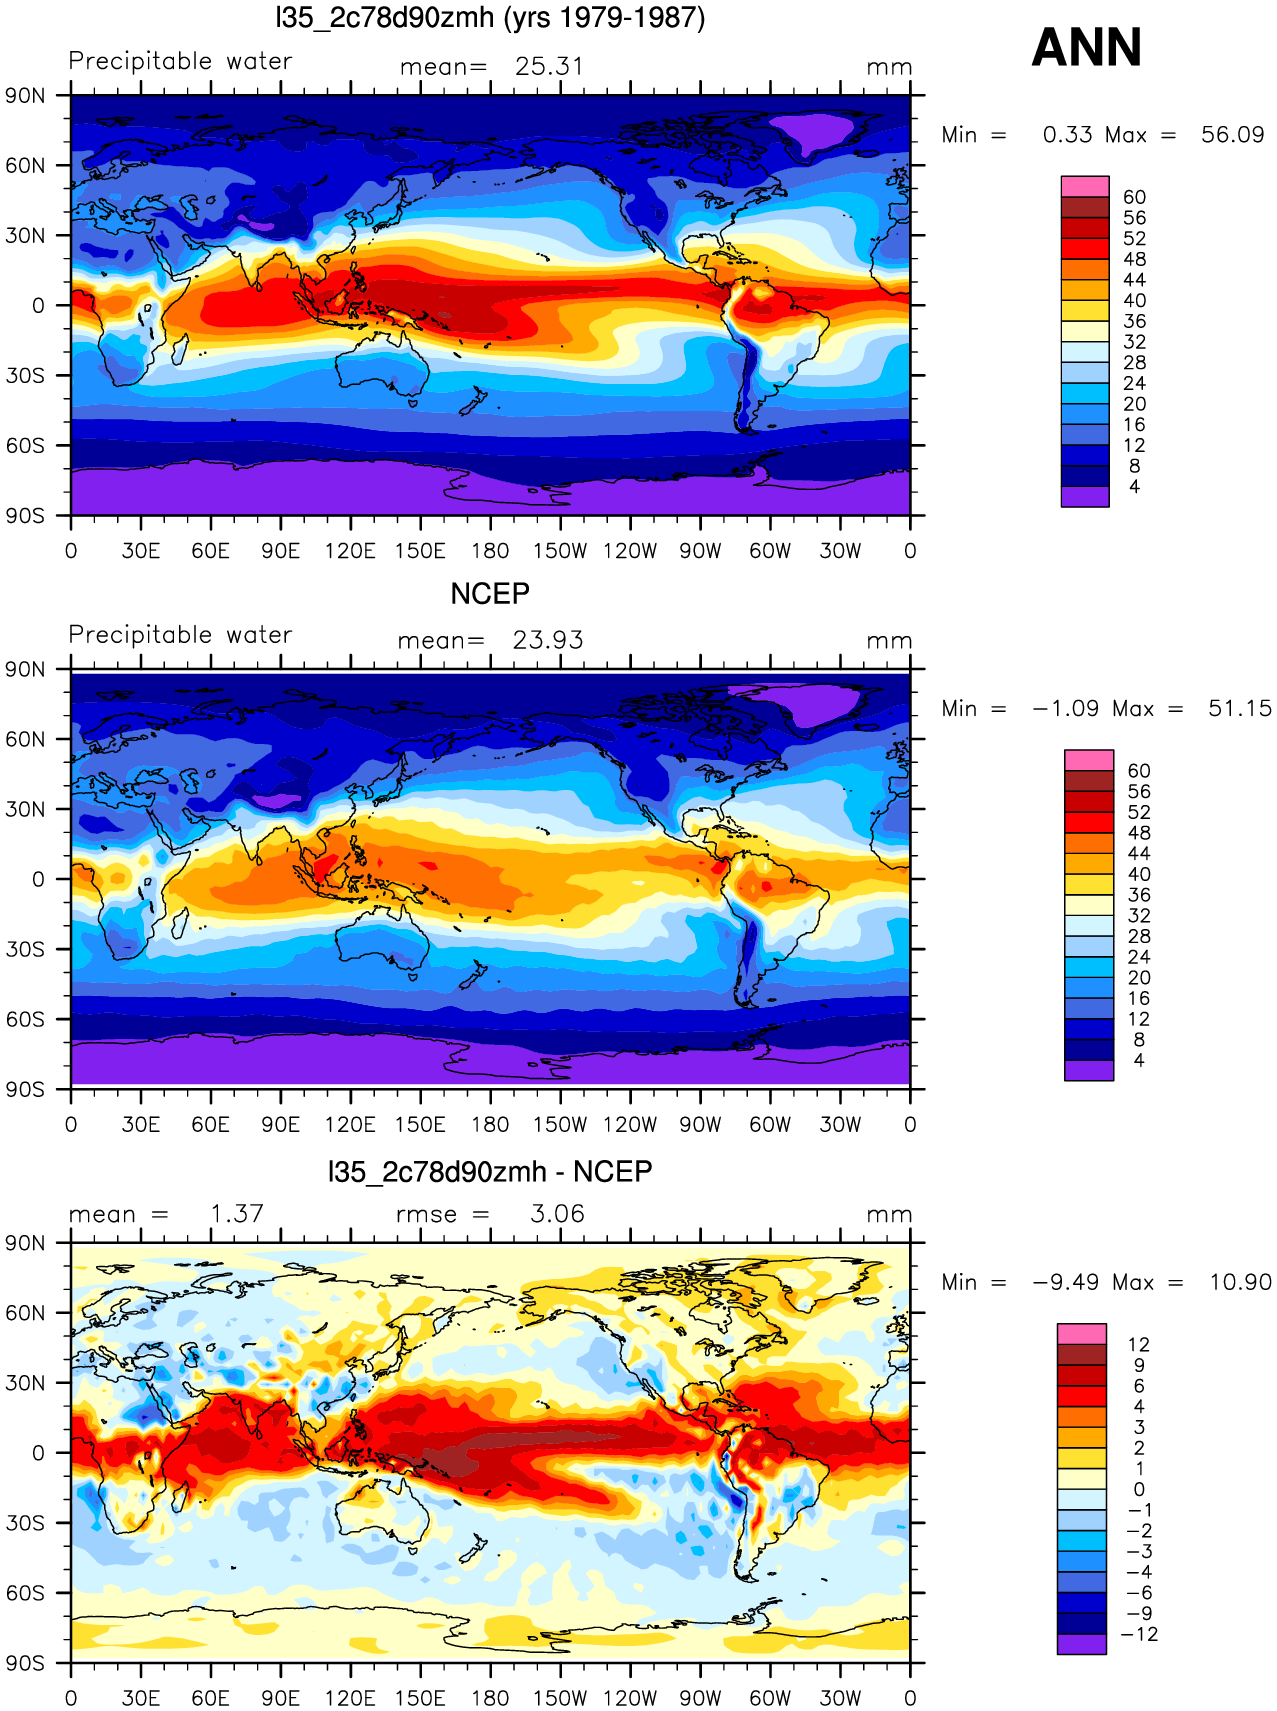 l35_2c78d90zmh (yrs 1979-1987)
ANN
Precipitable water mean= 25.31 mm
Min = 0.33 Max = 56.09
90N
60N
30N
0
30S
60S
90S
0 30E 60E 90E 120E 150E 180 150W 120W 90W 60W 30W 0
60
56
52
48
44
40
36
32
28
24
20
16
12
8
4
NCEP
Precipitable water mean= 23.93 mm
Min = −1.09 Max = 51.15
90N
60N
30N
0
30S
60S
90S
0 30E 60E 90E 120E 150E 180 150W 120W 90W 60W 30W 0
60
56
52
48
44
40
36
32
28
24
20
16
12
8
4
l35_2c78d90zmh - NCEP
mean = 1.37 rmse = 3.06 mm
Min = −9.49 Max = 10.90
90N
60N
30N
0
30S
60S
90S
0 30E 60E 90E 120E 150E 180 150W 120W 90W 60W 30W 0
12
9
6
4
3
2
1
0
−1
−2
−3
−4
−6
−9
−12